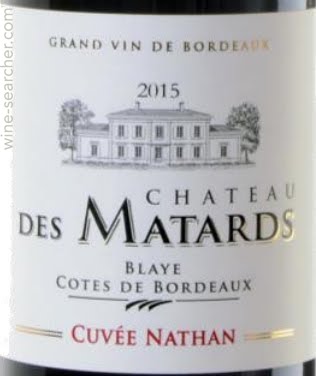 GRAND VIN DE BORDEAUX
2015
CHATEAU
DES MATARDS
BLAYE
COTES DE BORDEAUX
CUVÉE NATHAN
wine-searcher.com